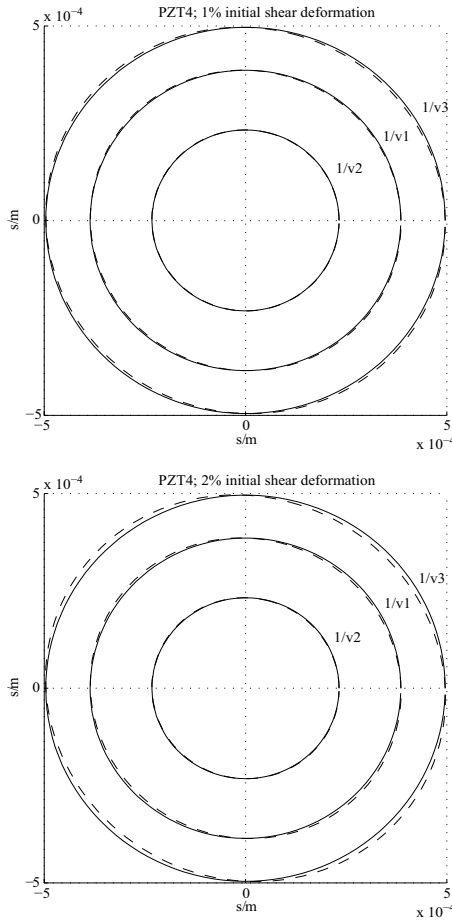 PZT4; 1% initial shear deformation
x 10⁻⁴
5
1/v3
1/v1
1/v2
s/m
0
−5
−5
0
5
s/m
x 10⁻⁴
PZT4; 2% initial shear deformation
x 10⁻⁴
5
1/v3
1/v1
1/v2
s/m
0
−5
−5
0
5
s/m
x 10⁻⁴